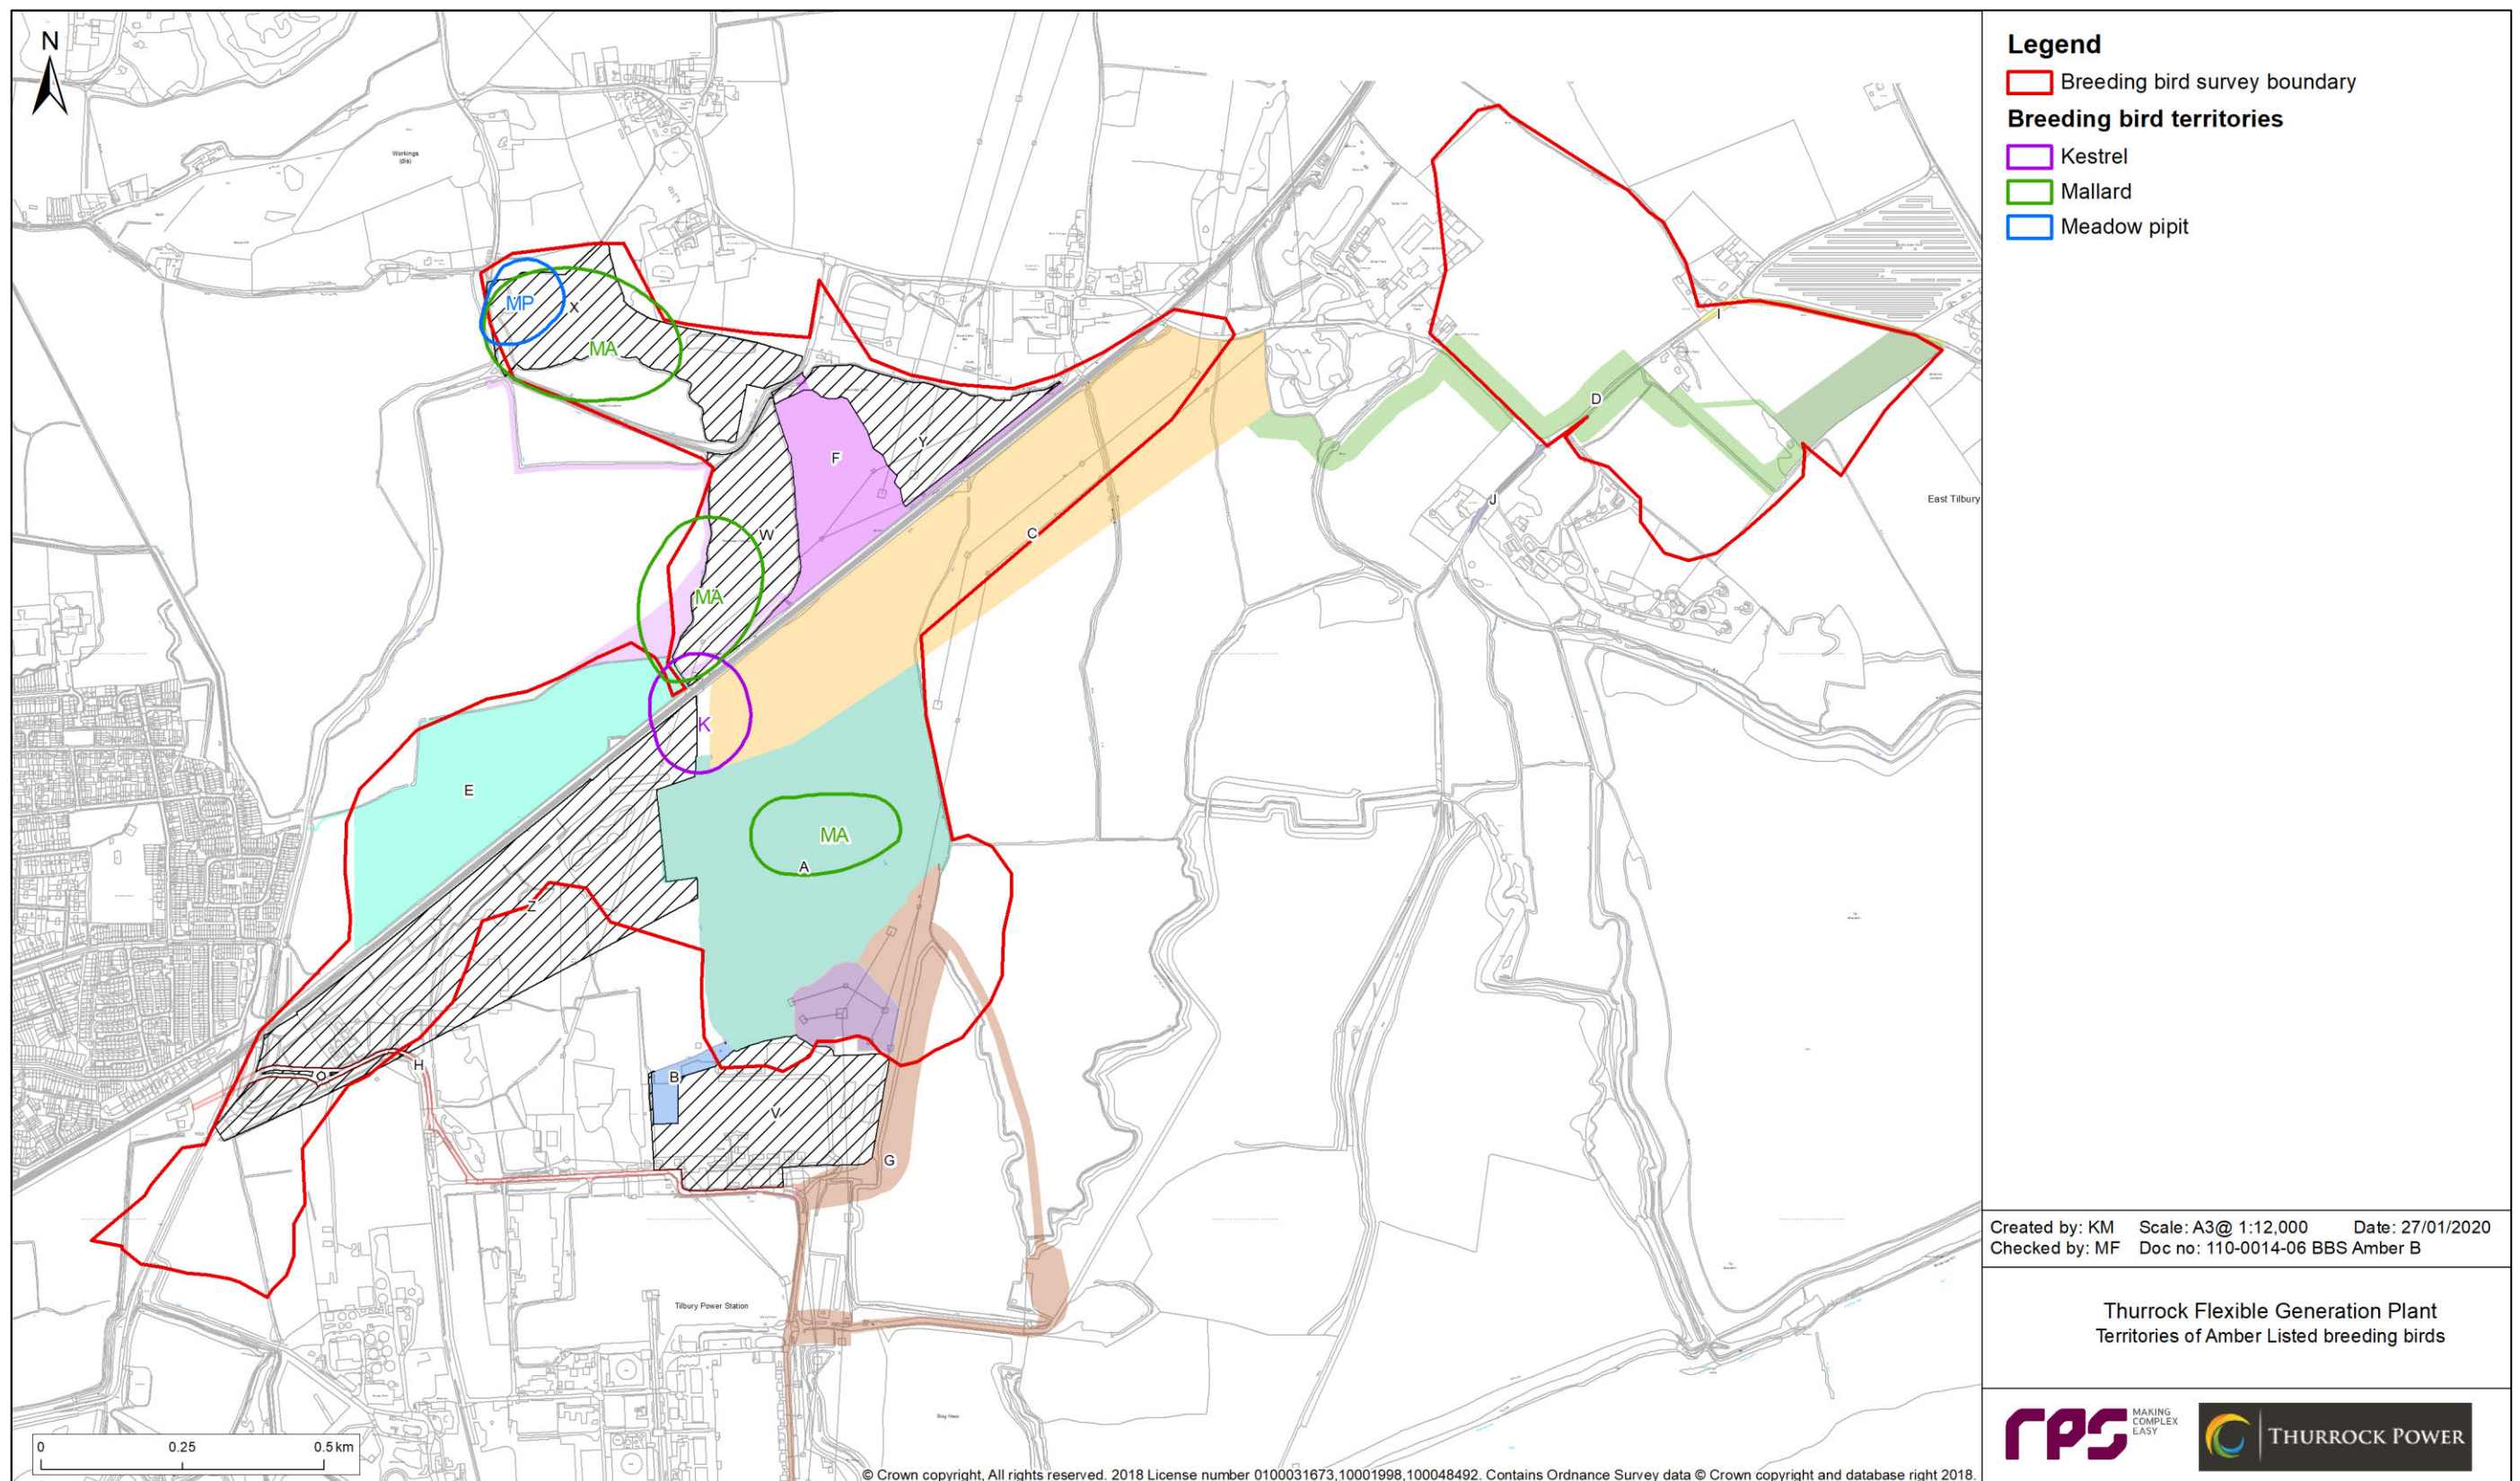 N
Workings
(dis)
MP
X
MA
F
Y
W
MA
K
C
D
I
J
East Tilbury
E
MA
A
Z
H
B
V
G
Tilbury Power Station
0 0.25 0.5 km
© Crown copyright, All rights reserved. 2018 License number 0100031673,10001998,100048492. Contains Ordnance Survey data © Crown copyright and database right 2018.
Legend
Breeding bird survey boundary
Breeding bird territories
Kestrel
Mallard
Meadow pipit
Created by: KM Scale: A3@ 1:12,000 Date: 27/01/2020
Checked by: MF Doc no: 110-0014-06 BBS Amber B
Thurrock Flexible Generation Plant
Territories of Amber Listed breeding birds
rps MAKING
COMPLEX
EASY
THURROCK POWER